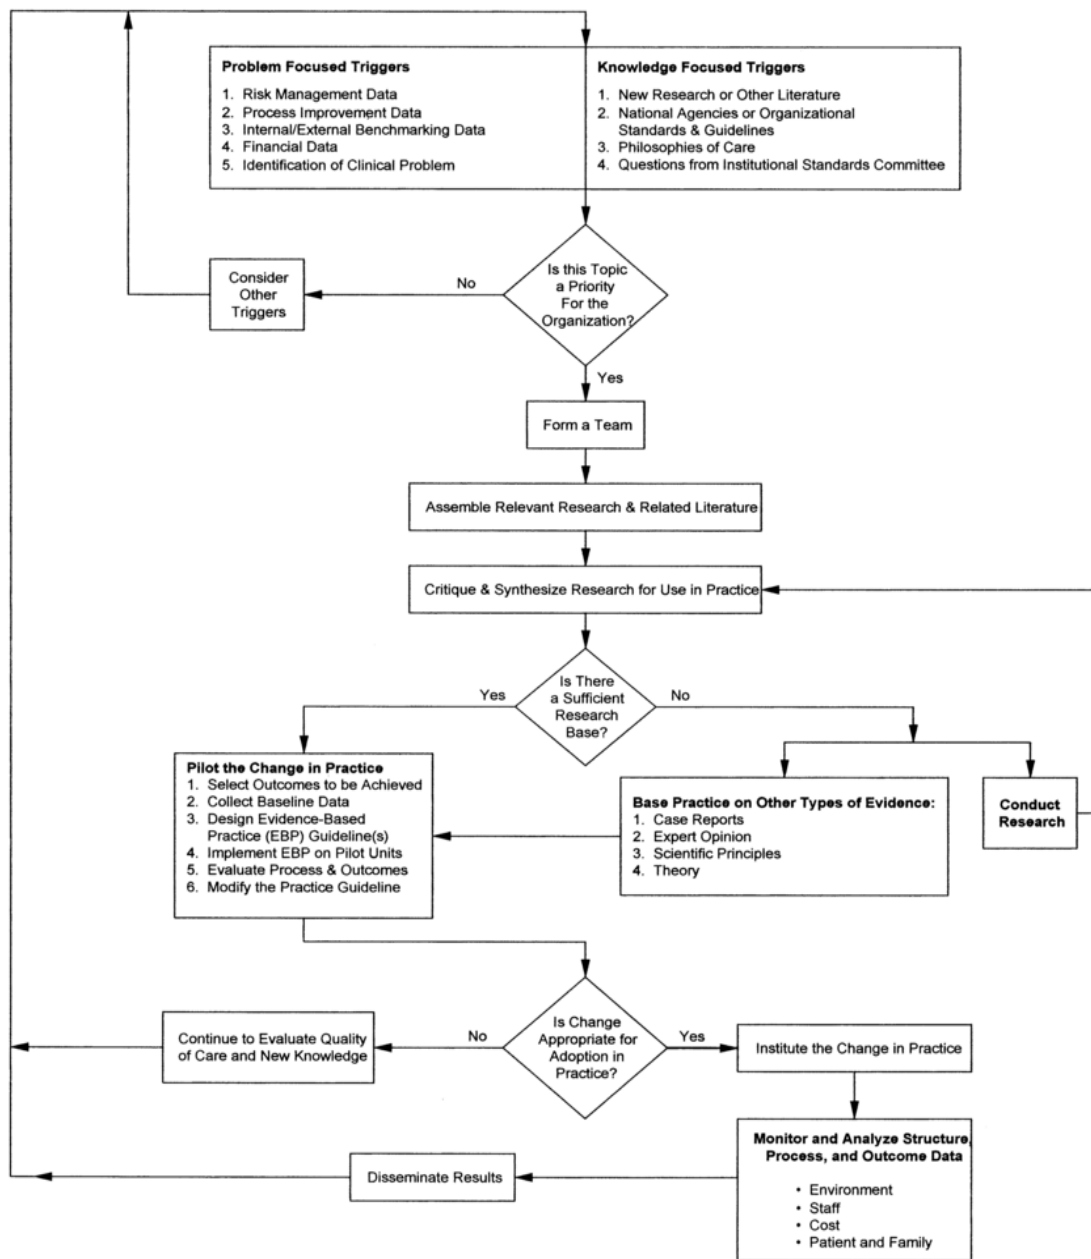 Problem Focused Triggers
1. Risk Management Data
2. Process Improvement Data
3. Internal/External Benchmarking Data
4. Financial Data
5. Identification of Clinical Problem
Knowledge Focused Triggers
1. New Research or Other Literature
2. National Agencies or Organizational
Standards & Guidelines
3. Philosophies of Care
4. Questions from Institutional Standards Committee
Consider
Other
Triggers
No
Is this Topic
a Priority
For the
Organization?
Yes
Form a Team
Assemble Relevant Research & Related Literature
Critique & Synthesize Research for Use in Practice
Yes
Is There
a Sufficient
Research
Base?
No
Pilot the Change in Practice
1. Select Outcomes to be Achieved
2. Collect Baseline Data
3. Design Evidence-Based
Practice (EBP) Guideline(s)
4. Implement EBP on Pilot Units
5. Evaluate Process & Outcomes
6. Modify the Practice Guideline
Base Practice on Other Types of Evidence:
1. Case Reports
2. Expert Opinion
3. Scientific Principles
4. Theory
Conduct
Research
Continue to Evaluate Quality
of Care and New Knowledge
No
Is Change
Appropriate for
Adoption in
Practice?
Yes
Institute the Change in Practice
Monitor and Analyze Structure,
Process, and Outcome Data
• Environment
• Staff
• Cost
• Patient and Family
Disseminate Results